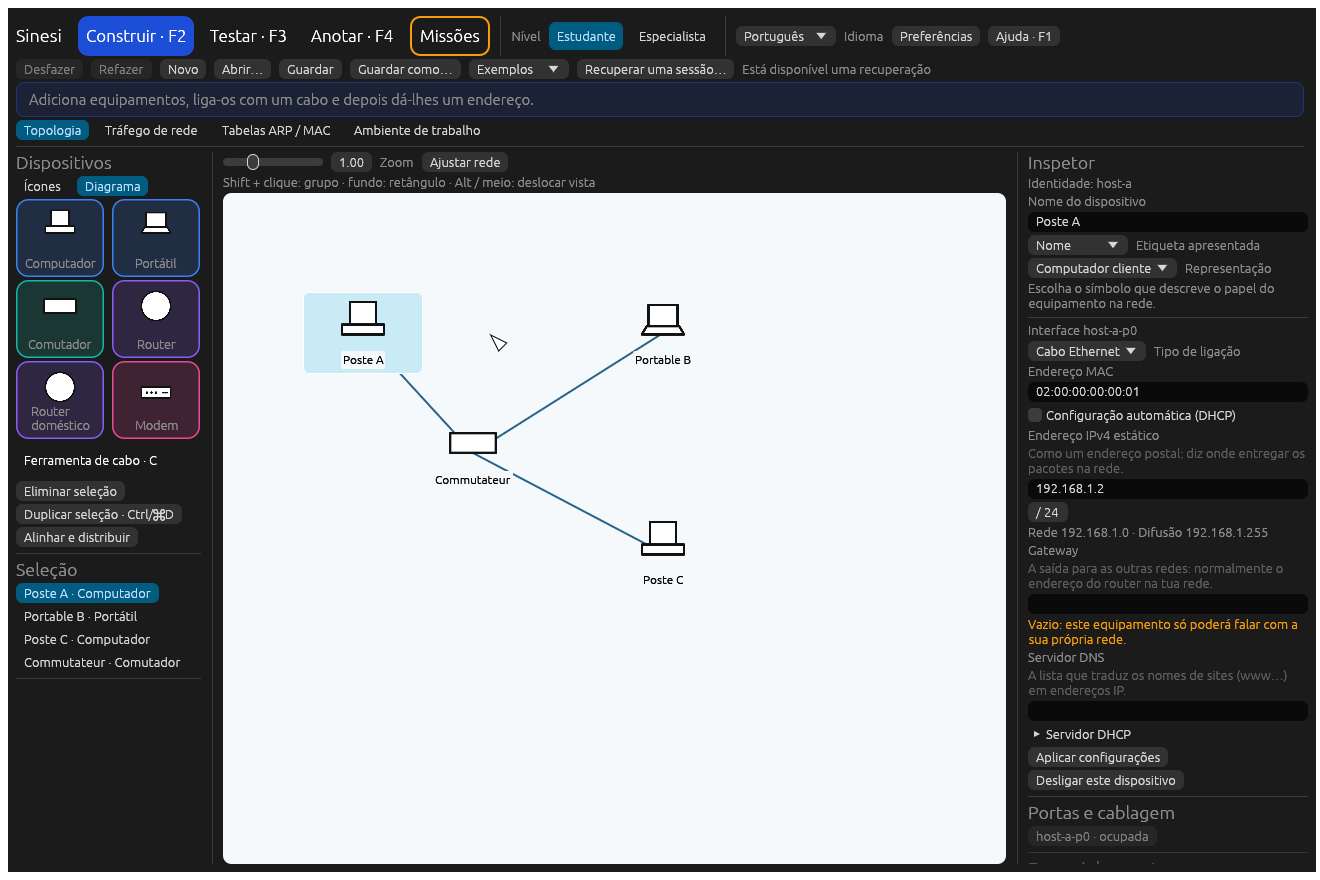 Sinesi
Construir · F2
Testar · F3
Anotar · F4
Missões
Nível
Estudante
Especialista
Português
Idioma
Preferências
Ajuda · F1
Desfazer
Refazer
Novo
Abrir…
Guardar
Guardar como…
Exemplos
Recuperar uma sessão…
Está disponível uma recuperação
Adiciona equipamentos, liga-os com um cabo e depois dá-lhes um endereço.
Topologia
Tráfego de rede
Tabelas ARP / MAC
Ambiente de trabalho
Dispositivos
Ícones
Diagrama
Computador
Portátil
Comutador
Router
Router
doméstico
Modem
Ferramenta de cabo · C
Eliminar seleção
Duplicar seleção · Ctrl/⌘D
Alinhar e distribuir
Seleção
Poste A · Computador
Portable B · Portátil
Poste C · Computador
Commutateur · Comutador
1.00
Zoom
Ajustar rede
Shift + clique: grupo · fundo: retângulo · Alt / meio: deslocar vista
Poste A
Portable B
Commutateur
Poste C
Inspetor
Identidade: host-a
Nome do dispositivo
Poste A
Nome
Etiqueta apresentada
Computador cliente
Representação
Escolha o símbolo que descreve o papel do
equipamento na rede.
Interface host-a-p0
Cabo Ethernet
Tipo de ligação
Endereço MAC
02:00:00:00:00:01
Configuração automática (DHCP)
Endereço IPv4 estático
Como um endereço postal: diz onde entregar os
pacotes na rede.
192.168.1.2
/ 24
Rede 192.168.1.0 · Difusão 192.168.1.255
Gateway
A saída para as outras redes: normalmente o
endereço do router na tua rede.
Vazio: este equipamento só poderá falar com a
sua própria rede.
Servidor DNS
A lista que traduz os nomes de sites (www…)
em endereços IP.
Servidor DHCP
Aplicar configurações
Desligar este dispositivo
Portas e cablagem
host-a-p0 · ocupada